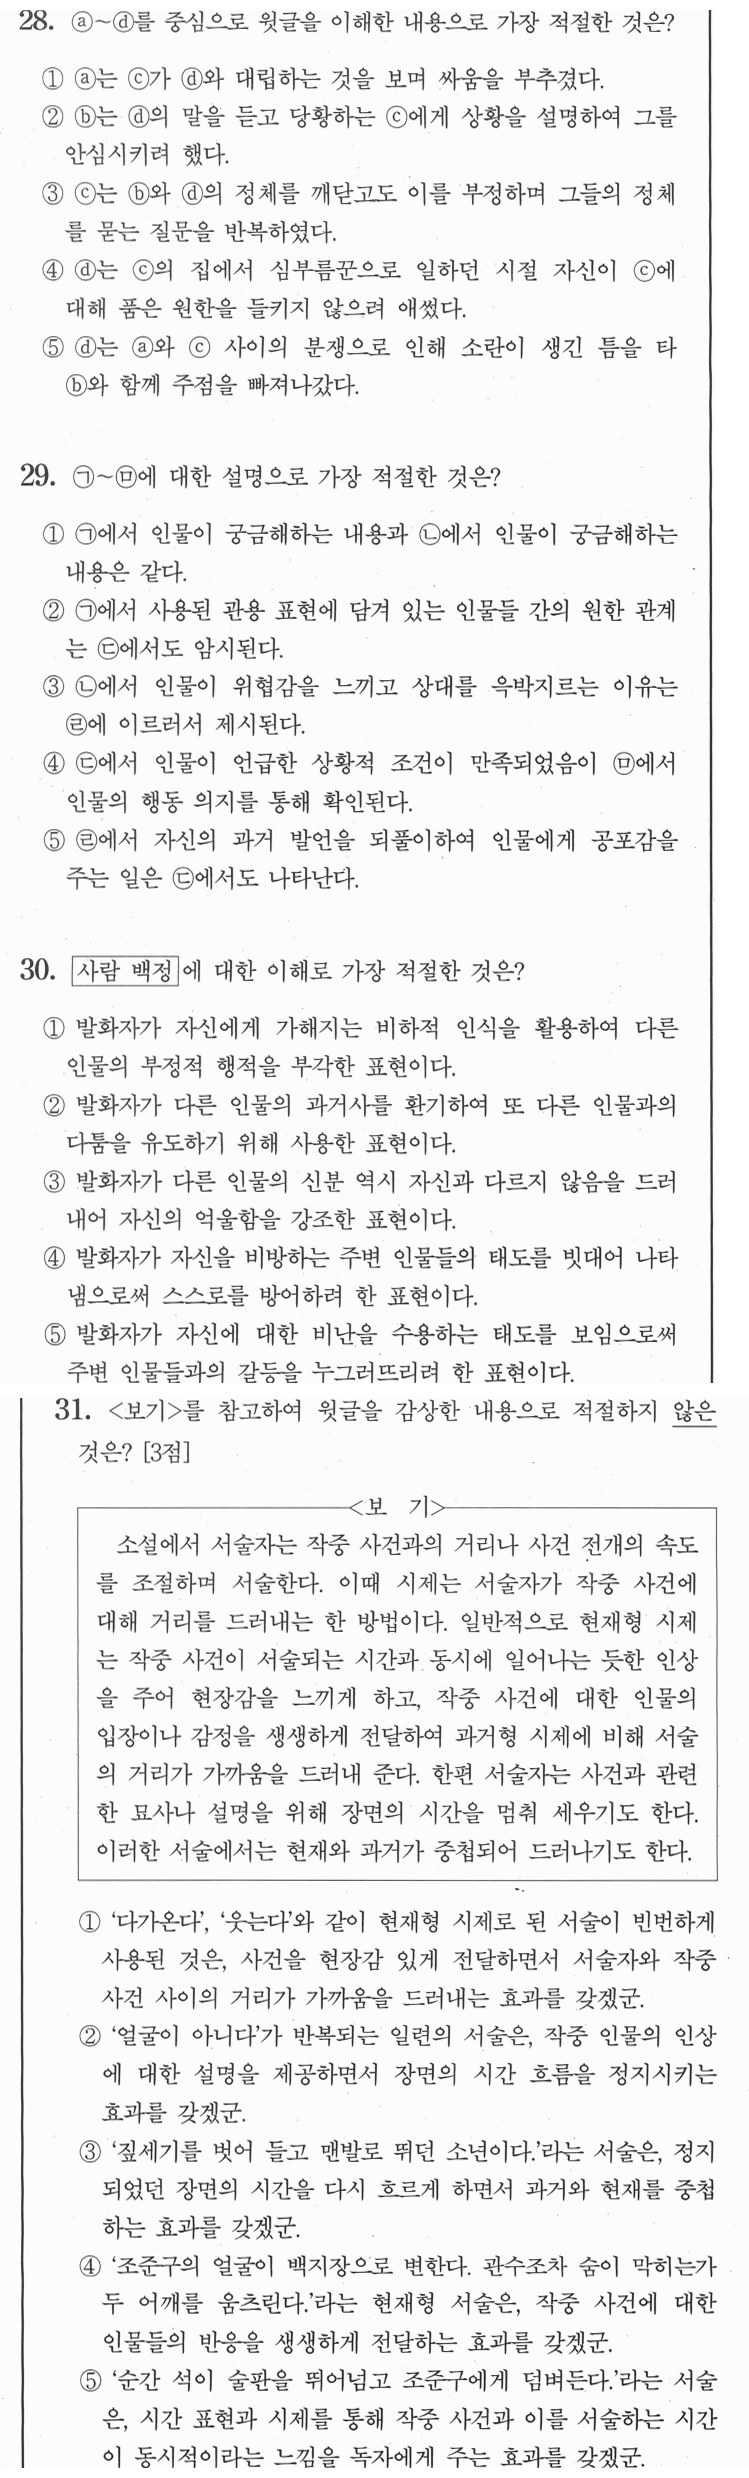 28. ⓐ~ⓓ를 중심으로 윗글을 이해한 내용으로 가장 적절한 것은?
① ⓐ는 ⓒ가 ⓓ와 대립하는 것을 보며 싸움을 부추겼다.
② ⓑ는 ⓓ의 말을 듣고 당황하는 ⓒ에게 상황을 설명하여 그를
안심시키려 했다.
③ ⓒ는 ⓑ와 ⓓ의 정체를 깨닫고도 이를 부정하며 그들의 정체
를 묻는 질문을 반복하였다.
④ ⓓ는 ⓒ의 집에서 심부름꾼으로 일하던 시절 자신이 ⓒ에
대해 품은 원한을 들키지 않으려 애썼다.
⑤ ⓓ는 ⓐ와 ⓒ 사이의 분쟁으로 인해 소란이 생긴 틈을 타
ⓑ와 함께 주점을 빠져나갔다.
29. ㉠~㉤에 대한 설명으로 가장 적절한 것은?
① ㉠에서 인물이 궁금해하는 내용과 ㉡에서 인물이 궁금해하는
내용은 같다.
② ㉠에서 사용된 관용 표현에 담겨 있는 인물들 간의 원한 관계
는 ㉢에서도 암시된다.
③ ㉡에서 인물이 위협감을 느끼고 상대를 윽박지르는 이유는
㉣에 이르러서 제시된다.
④ ㉢에서 인물이 언급한 상황적 조건이 만족되었음이 ㉤에서
인물의 행동 의지를 통해 확인된다.
⑤ ㉣에서 자신의 과거 발언을 되풀이하여 인물에게 공포감을
주는 일은 ㉢에서도 나타난다.
30. 사람 백정에 대한 이해로 가장 적절한 것은?
① 발화자가 자신에게 가해지는 비하적 인식을 활용하여 다른
인물의 부정적 행적을 부각한 표현이다.
② 발화자가 다른 인물의 과거사를 환기하여 또 다른 인물과의
다툼을 유도하기 위해 사용한 표현이다.
③ 발화자가 다른 인물의 신분 역시 자신과 다르지 않음을 드러
내어 자신의 억울함을 강조한 표현이다.
④ 발화자가 자신을 비방하는 주변 인물들의 태도를 빗대어 나타
냄으로써 스스로를 방어하려 한 표현이다.
⑤ 발화자가 자신에 대한 비난을 수용하는 태도를 보임으로써
주변 인물들과의 갈등을 누그러뜨리려 한 표현이다.
31. <보기>를 참고하여 윗글을 감상한 내용으로 적절하지 않은
것은? [3점]
<보 기>
소설에서 서술자는 작중 사건과의 거리나 사건 전개의 속도
를 조절하며 서술한다. 이때 시제는 서술자가 작중 사건에
대해 거리를 드러내는 한 방법이다. 일반적으로 현재형 시제
는 작중 사건이 서술되는 시간과 동시에 일어나는 듯한 인상
을 주어 현장감을 느끼게 하고, 작중 사건에 대한 인물의
입장이나 감정을 생생하게 전달하여 과거형 시제에 비해 서술
의 거리가 가까움을 드러내 준다. 한편 서술자는 사건과 관련
한 묘사나 설명을 위해 장면의 시간을 멈춰 세우기도 한다.
이러한 서술에서는 현재와 과거가 중첩되어 드러나기도 한다.
① ‘다가온다’, ‘웃는다’와 같이 현재형 시제로 된 서술이 빈번하게
사용된 것은, 사건을 현장감 있게 전달하면서 서술자와 작중
사건 사이의 거리가 가까움을 드러내는 효과를 갖겠군.
② ‘얼굴이 아니다’가 반복되는 일련의 서술은, 작중 인물의 인상
에 대한 설명을 제공하면서 장면의 시간 흐름을 정지시키는
효과를 갖겠군.
③ ‘짚세기를 벗어 들고 맨발로 뛰던 소년이다.’라는 서술은, 정지
되었던 장면의 시간을 다시 흐르게 하면서 과거와 현재를 중첩
하는 효과를 갖겠군.
④ ‘조준구의 얼굴이 백지장으로 변한다. 관수조차 숨이 막히는가
두 어깨를 움츠린다.’라는 현재형 서술은, 작중 사건에 대한
인물들의 반응을 생생하게 전달하는 효과를 갖겠군.
⑤ ‘순간 석이 술판을 뛰어넘고 조준구에게 덤벼든다.’라는 서술
은, 시간 표현과 시제를 통해 작중 사건과 이를 서술하는 시간
이 동시적이라는 느낌을 독자에게 주는 효과를 갖겠군.